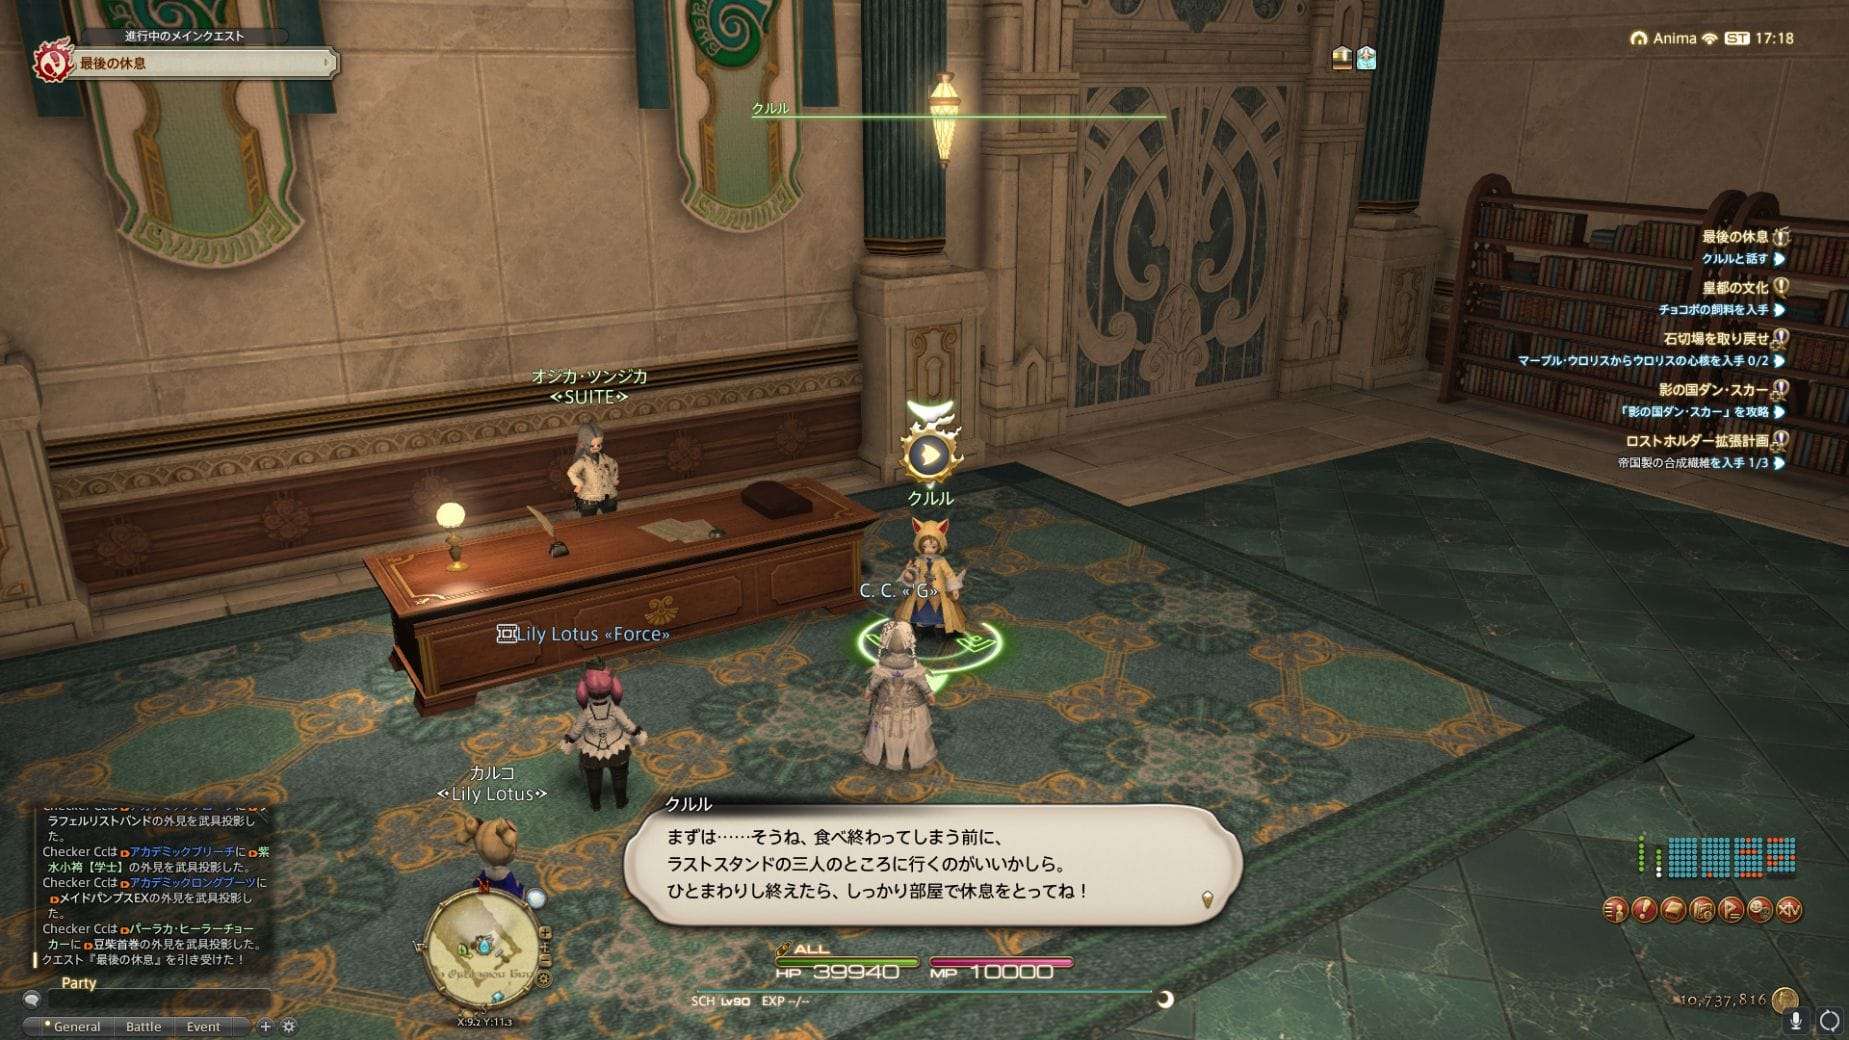 進行中のメインクエスト
最後の休息
Anima ST 17:18
クルル
最後の休息
クルルと話す
皇都の文化
チョコボの飼料を入手
石切場を取り戻せ
マーブル・ウロリスからウロリスの心核を入手 0/2
影の国ダン・スカー
「影の国ダン・スカー」を攻略
ロストホルダー拡張計画
帝国製の合成繊維を入手 1/3
オジカ・ツンジカ
SUITE
クルル
C. C. «'G»
Lily Lotus «Force»
カルコ
Lily Lotus
クルル
まずは……そうね、食べ終わってしまう前に、
ラストスタンドの三人のところに行くのがいいかしら。
ひとまわりし終えたら、しっかり部屋で休息をとってね！
ラフェルリストバンドの外見を武具投影し
た。
Checker Ccは アカデミックブリーチに 紫
水小袴【学士】の外見を武具投影した。
Checker Ccは アカデミックロングブーツに
メイドパンプスEXの外見を武具投影し
た。
Checker Ccは パーラカ・ヒーラーチョー
カーに 豆柴首巻の外見を武具投影した。
クエスト『最後の休息』を引き受けた！
Party
General Battle Event
N
X:9.2 Y:11.3
ALL
HP 39940 MP 10000
SCH Lv90 EXP --/--
10,737,816
XIV